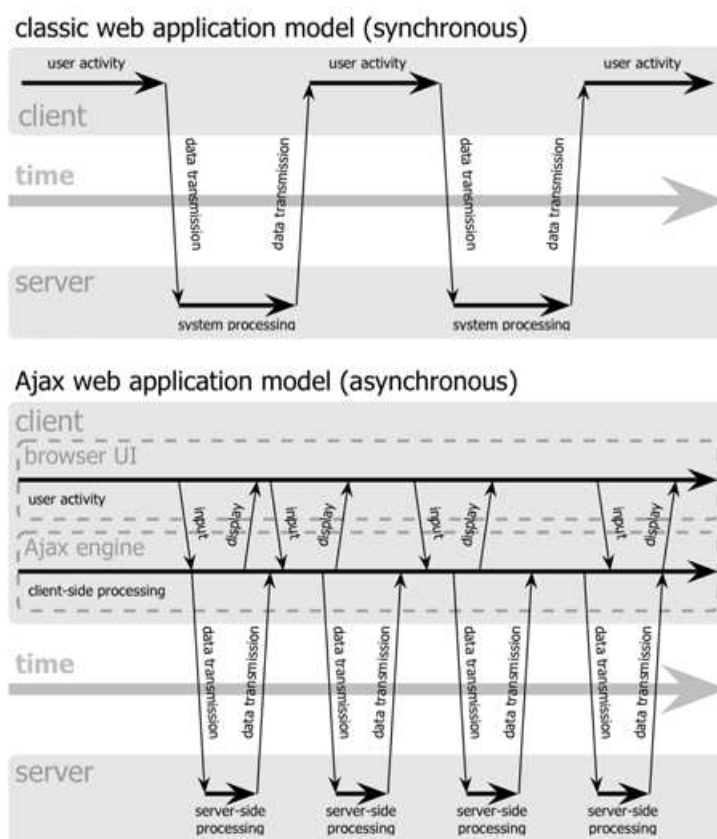 classic web application model (synchronous)
user activity
user activity
user activity
client
data transmission
data transmission
data transmission
data transmission
time
server
system processing
system processing
Ajax web application model (asynchronous)
client
browser UI
user activity
input
display
input
display
input
display
input
display
Ajax engine
client-side processing
data transmission
data transmission
data transmission
data transmission
data transmission
data transmission
data transmission
data transmission
time
server
server-side
processing
server-side
processing
server-side
processing
server-side
processing